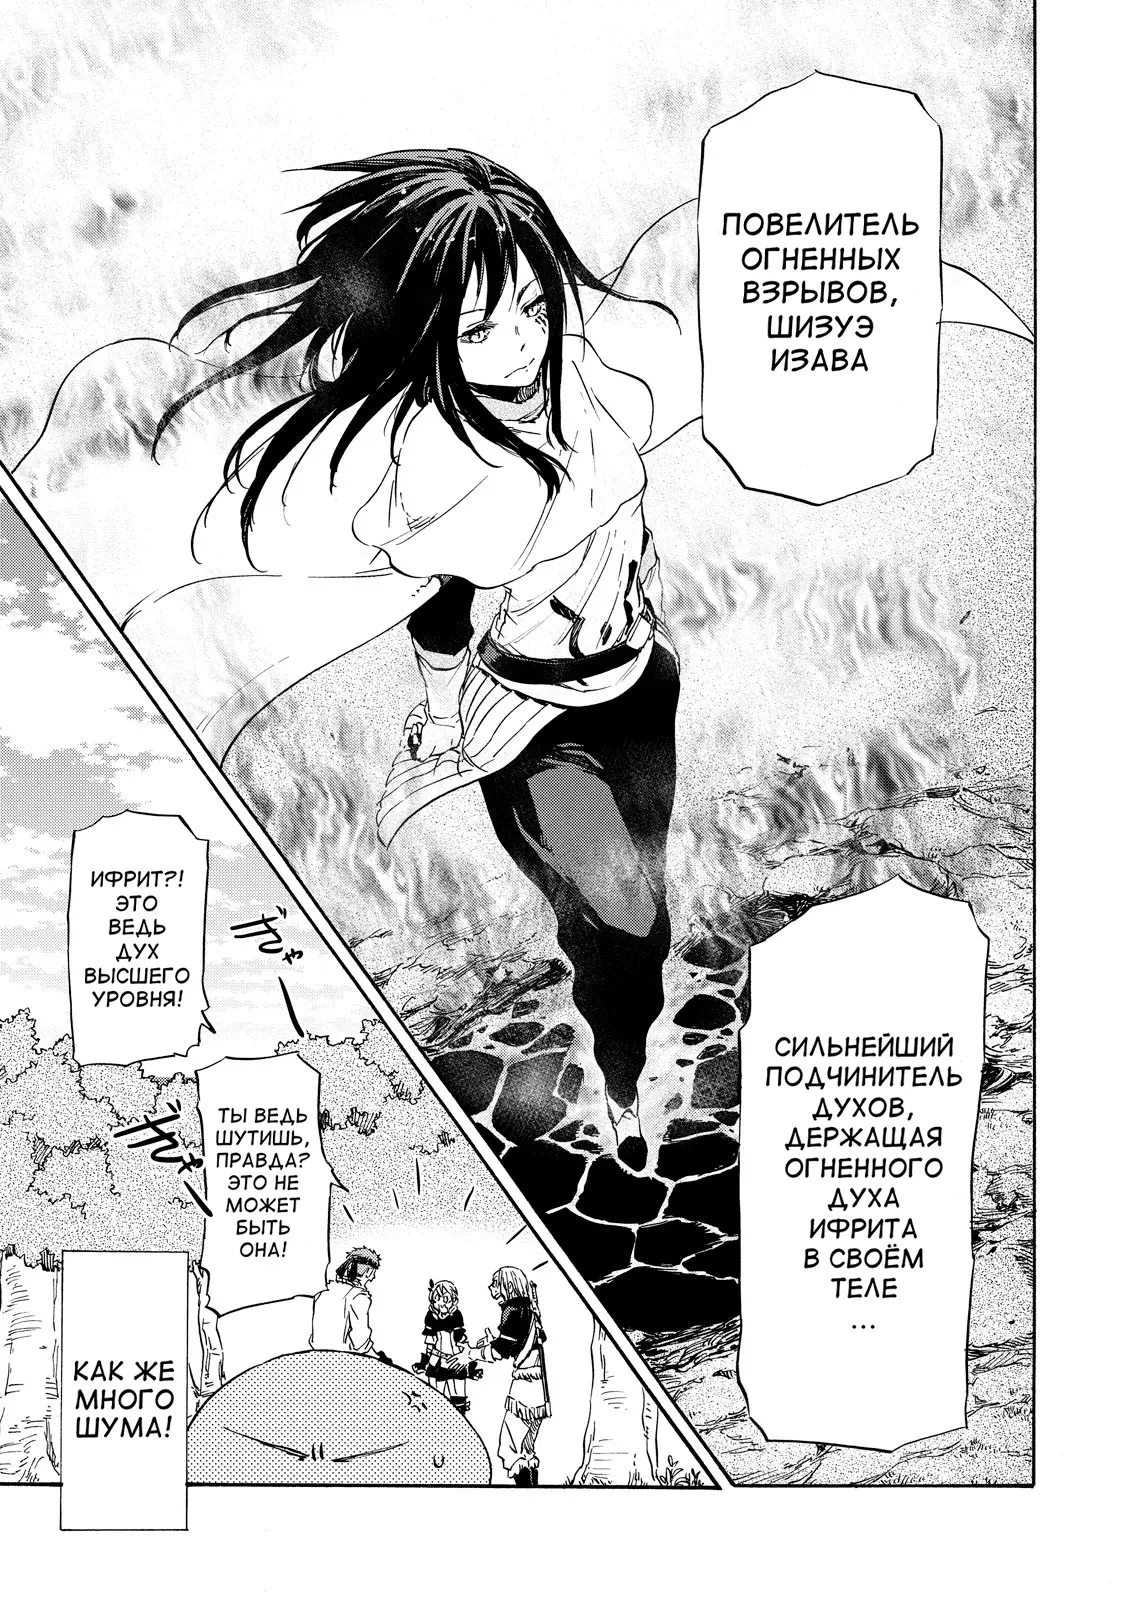 ПОВЕЛИТЕЛЬ
ОГНЕННЫХ
ВЗРЫВОВ,
ШИЗУЭ
ИЗАВА
СИЛЬНЕЙШИЙ
ПОДЧИНИТЕЛЬ
ДУХОВ,
ДЕРЖАЩАЯ
ОГНЕННОГО
ДУХА
ИФРИТА
В СВОЁМ
ТЕЛЕ
...
ИФРИТ?!
ЭТО
ВЕДЬ
ДУХ
ВЫСШЕГО
УРОВНЯ!
ТЫ ВЕДЬ
ШУТИШЬ,
ПРАВДА?
ЭТО НЕ
МОЖЕТ
БЫТЬ
ОНА!
КАК ЖЕ
МНОГО
ШУМА!